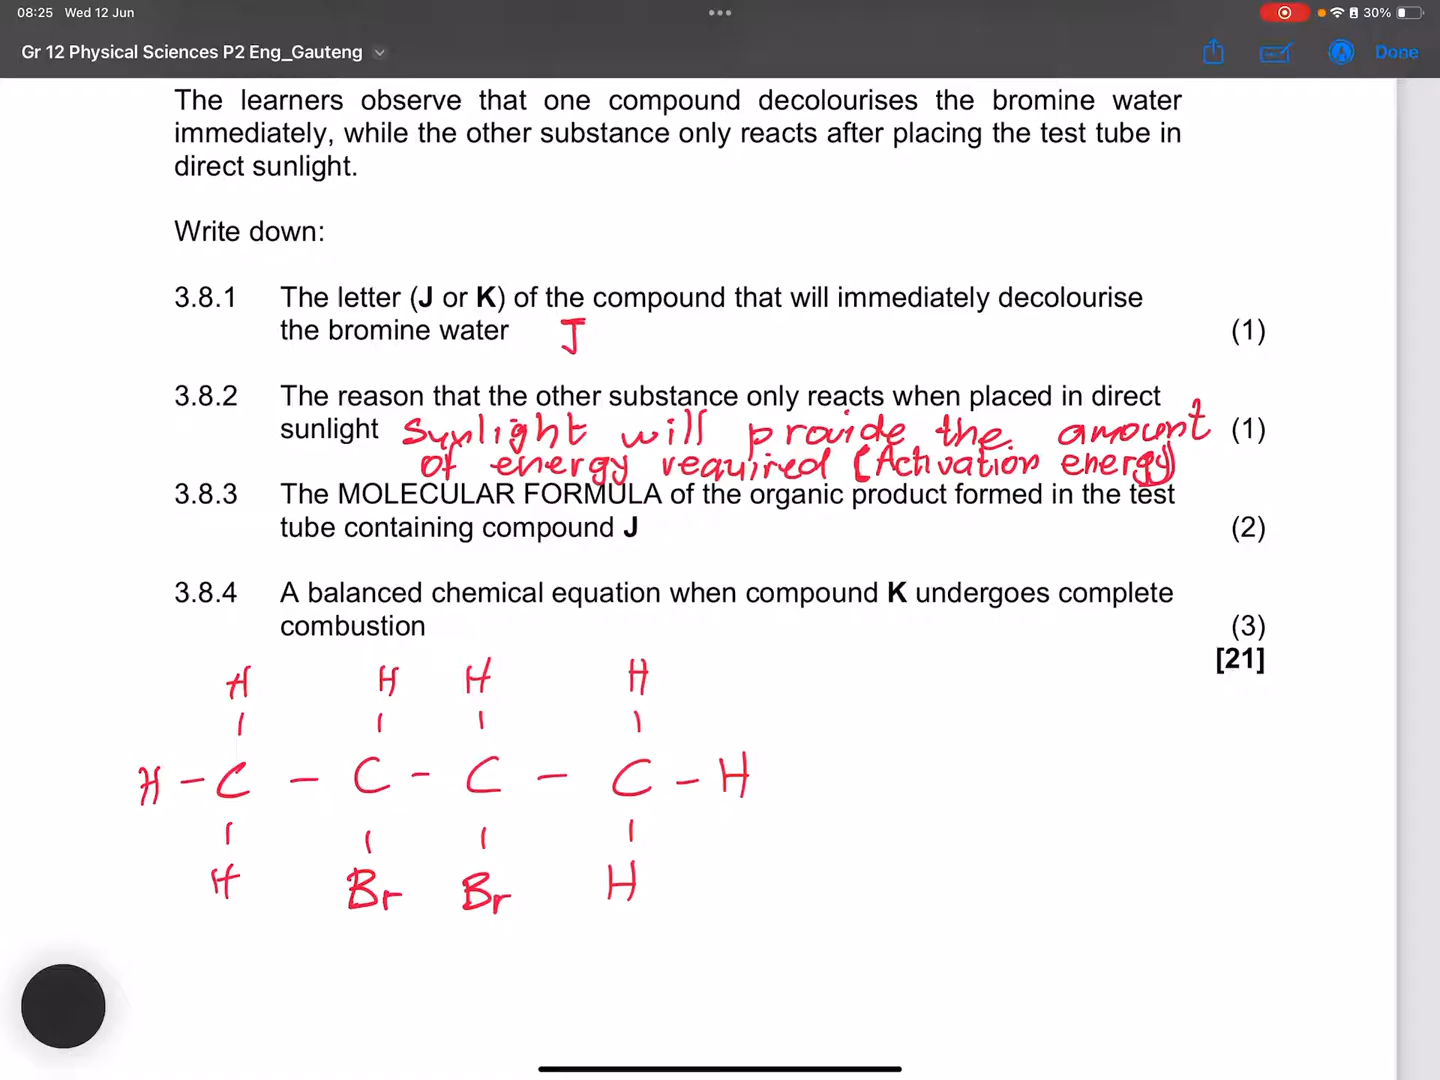 08:25 Wed 12 Jun
30%
Gr 12 Physical Sciences P2 Eng_Gauteng
Done
The learners observe that one compound decolourises the bromine water
immediately, while the other substance only reacts after placing the test tube in
direct sunlight.
Write down:
3.8.1 The letter (J or K) of the compound that will immediately decolourise
the bromine water J (1)
3.8.2 The reason that the other substance only reacts when placed in direct
sunlight Sunlight will provide the amount (1)
of energy required (Activation energy)
3.8.3 The MOLECULAR FORMULA of the organic product formed in the test
tube containing compound J (2)
3.8.4 A balanced chemical equation when compound K undergoes complete
combustion (3)
[21]
H H H H
H - C - C - C - C - H
H Br Br H